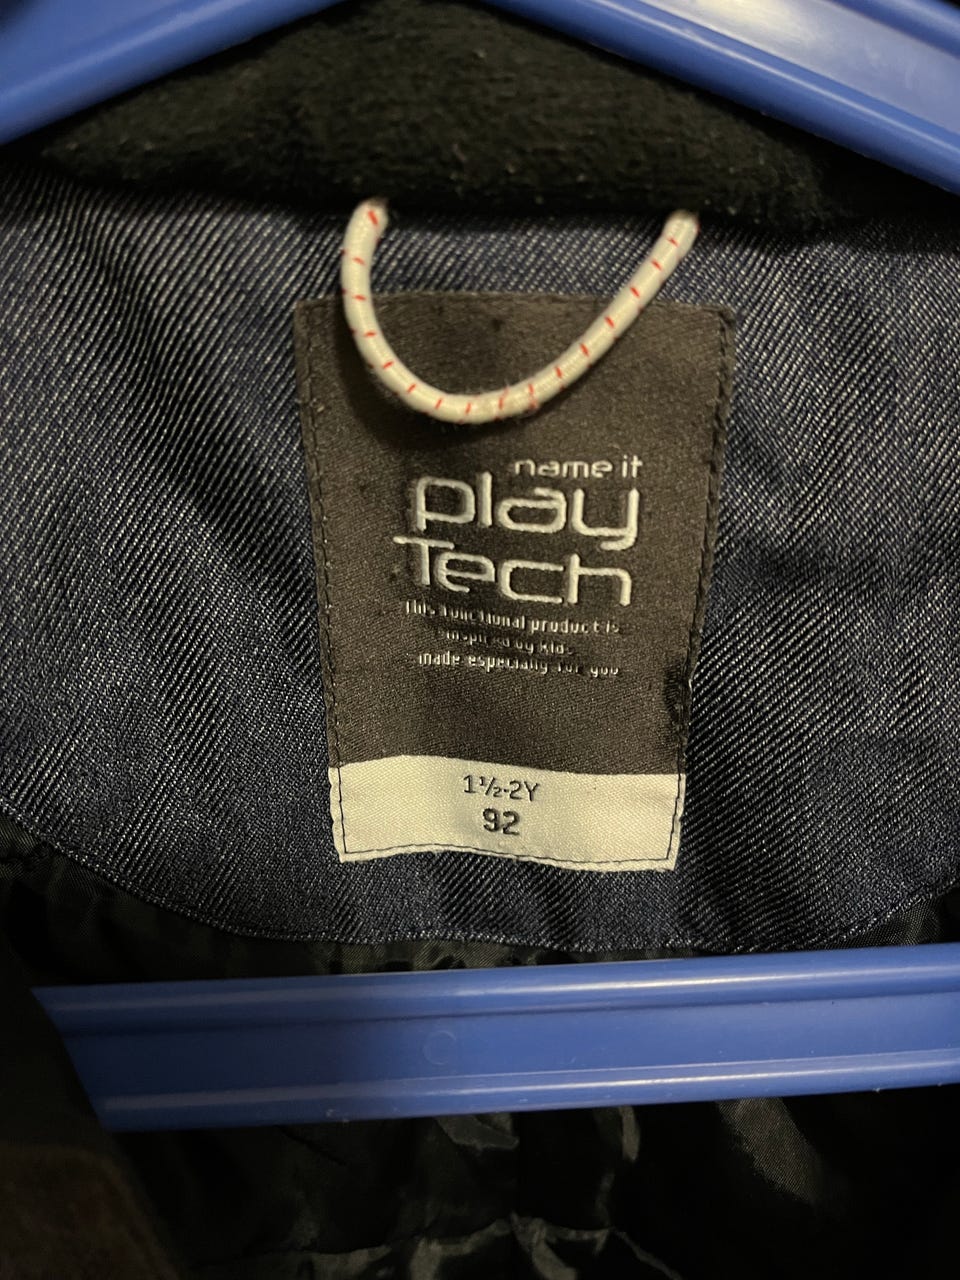 name it
play
Tech
This functional product is
inspired by kids
made especially for you
1½-2Y
92